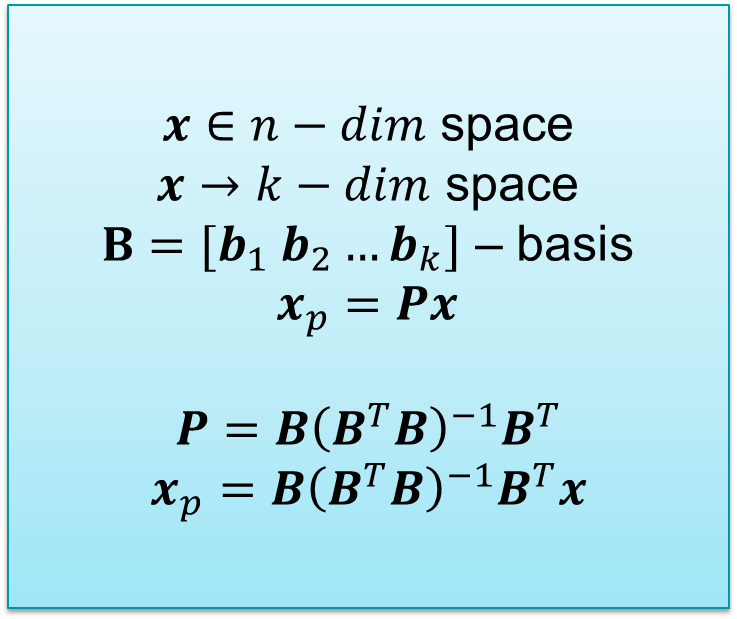 𝒙 ∈ 𝑛 − 𝑑𝑖𝑚 space
𝒙 → 𝑘 − 𝑑𝑖𝑚 space
𝐁 = [𝒃₁ 𝒃₂ … 𝒃ₖ] – basis
𝒙ₚ = 𝑷𝒙
𝑷 = 𝑩(𝑩ᵀ𝑩)⁻¹𝑩ᵀ
𝒙ₚ = 𝑩(𝑩ᵀ𝑩)⁻¹𝑩ᵀ𝒙